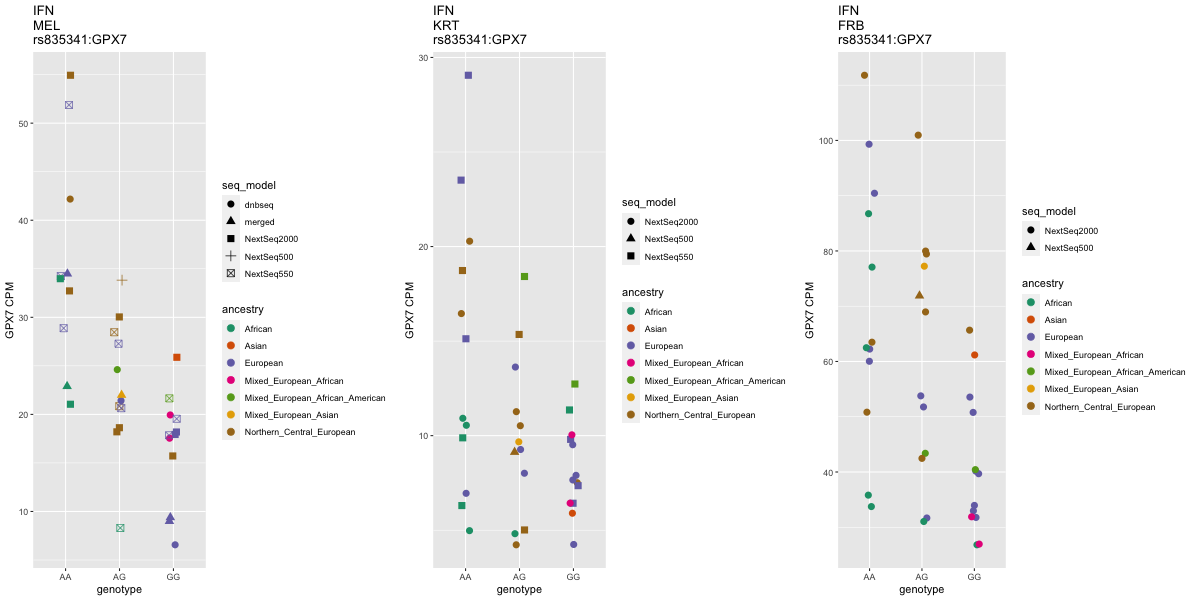 IFN
MEL
rs835341:GPX7
GPX7 CPM
50
40
30
20
10
AA
AG
GG
genotype
seq_model
dnbseq
merged
NextSeq2000
NextSeq500
NextSeq550
ancestry
African
Asian
European
Mixed_European_African
Mixed_European_African_American
Mixed_European_Asian
Northern_Central_European
IFN
KRT
rs835341:GPX7
GPX7 CPM
30
20
10
AA
AG
GG
genotype
seq_model
NextSeq2000
NextSeq500
NextSeq550
ancestry
African
Asian
European
Mixed_European_African
Mixed_European_African_American
Mixed_European_Asian
Northern_Central_European
IFN
FRB
rs835341:GPX7
GPX7 CPM
100
80
60
40
AA
AG
GG
genotype
seq_model
NextSeq2000
NextSeq500
ancestry
African
Asian
European
Mixed_European_African
Mixed_European_African_American
Mixed_European_Asian
Northern_Central_European